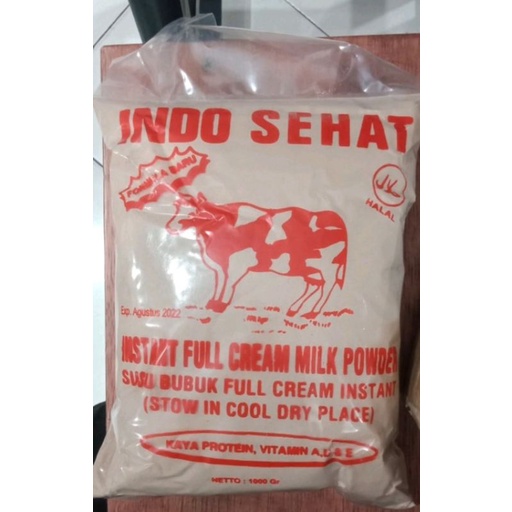 INDO SEHAT
FORMULA BARU
HALAL
Exp. Agustus 2022
INSTANT FULL CREAM MILK POWDER
SUSU BUBUK FULL CREAM INSTANT
(STOW IN COOL DRY PLACE)
KAYA PROTEIN, VITAMIN A,D & E
NETTO : 1000 Gr